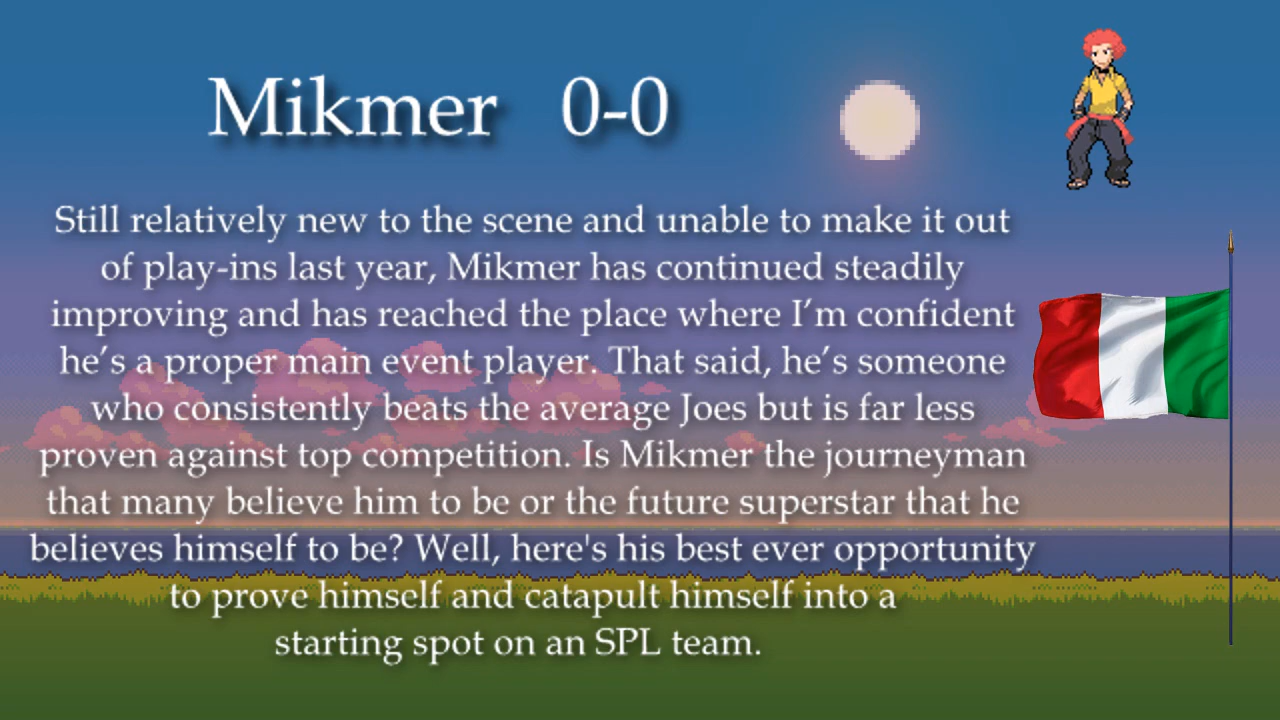 Mikmer 0-0
Still relatively new to the scene and unable to make it out
of play-ins last year, Mikmer has continued steadily
improving and has reached the place where I’m confident
he’s a proper main event player. That said, he’s someone
who consistently beats the average Joes but is far less
proven against top competition. Is Mikmer the journeyman
that many believe him to be or the future superstar that he
believes himself to be? Well, here's his best ever opportunity
to prove himself and catapult himself into a
starting spot on an SPL team.